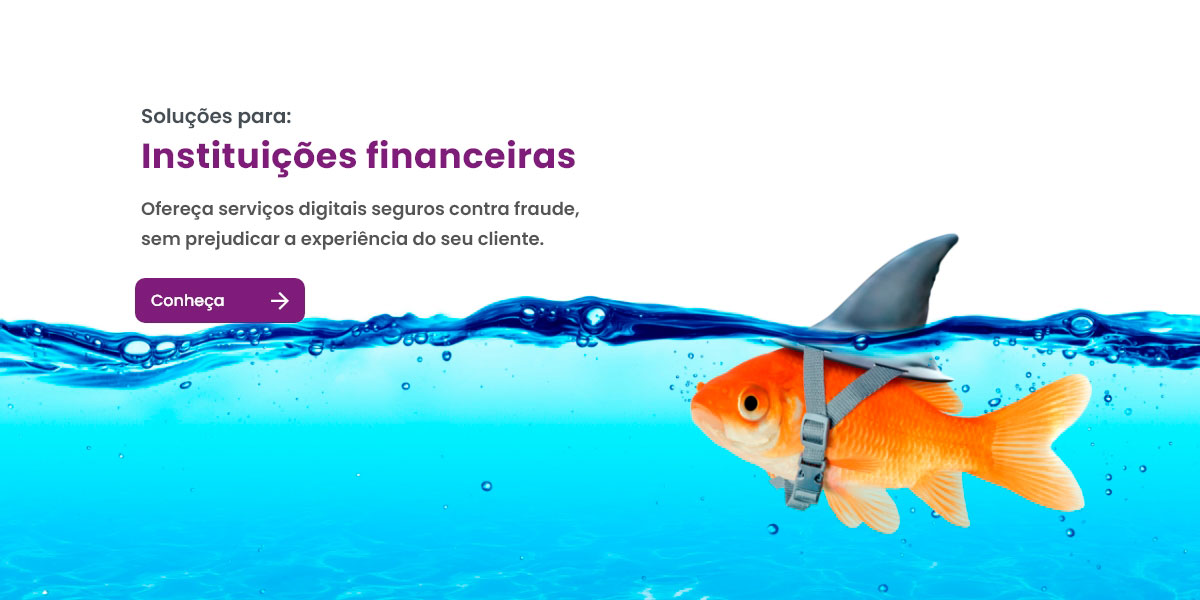 Soluções para:
Instituições financeiras
Ofereça serviços digitais seguros contra fraude,
sem prejudicar a experiência do seu cliente.
Conheça